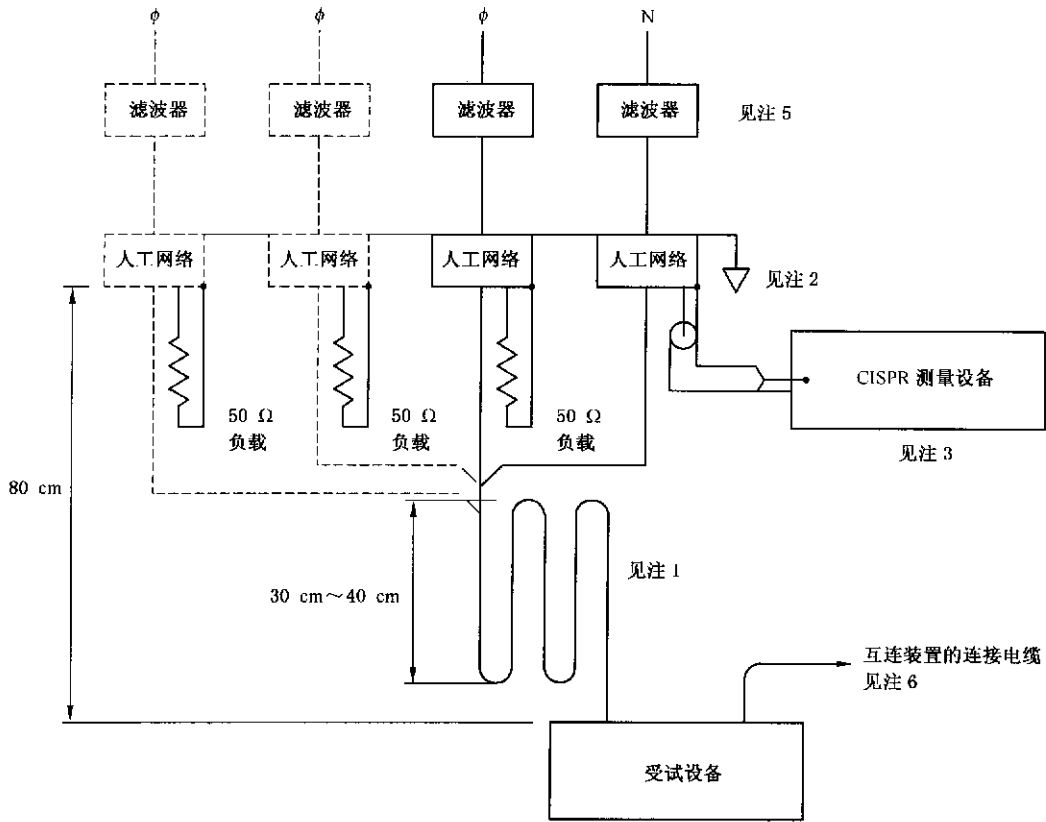 ϕ ϕ ϕ N
滤波器 滤波器 滤波器 滤波器 见注 5
人工网络 人工网络 人工网络 人工网络 见注 2
CISPR 测量设备
50 Ω 50 Ω 50 Ω
负载 负载 负载
见注 3
80 cm
见注 1
30 cm～40 cm
互连装置的连接电缆
见注 6
受试设备